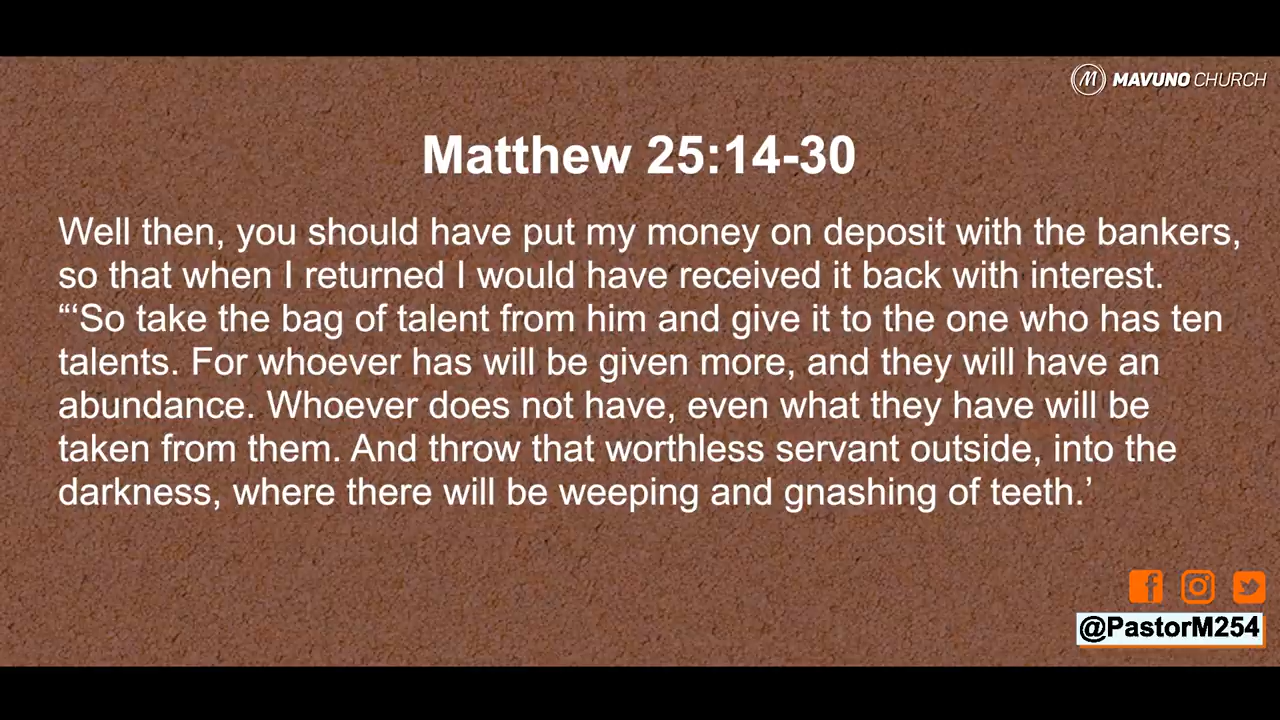 MAVUNO CHURCH
Matthew 25:14-30
Well then, you should have put my money on deposit with the bankers,
so that when I returned I would have received it back with interest.
“‘So take the bag of talent from him and give it to the one who has ten
talents. For whoever has will be given more, and they will have an
abundance. Whoever does not have, even what they have will be
taken from them. And throw that worthless servant outside, into the
darkness, where there will be weeping and gnashing of teeth.’
@PastorM254